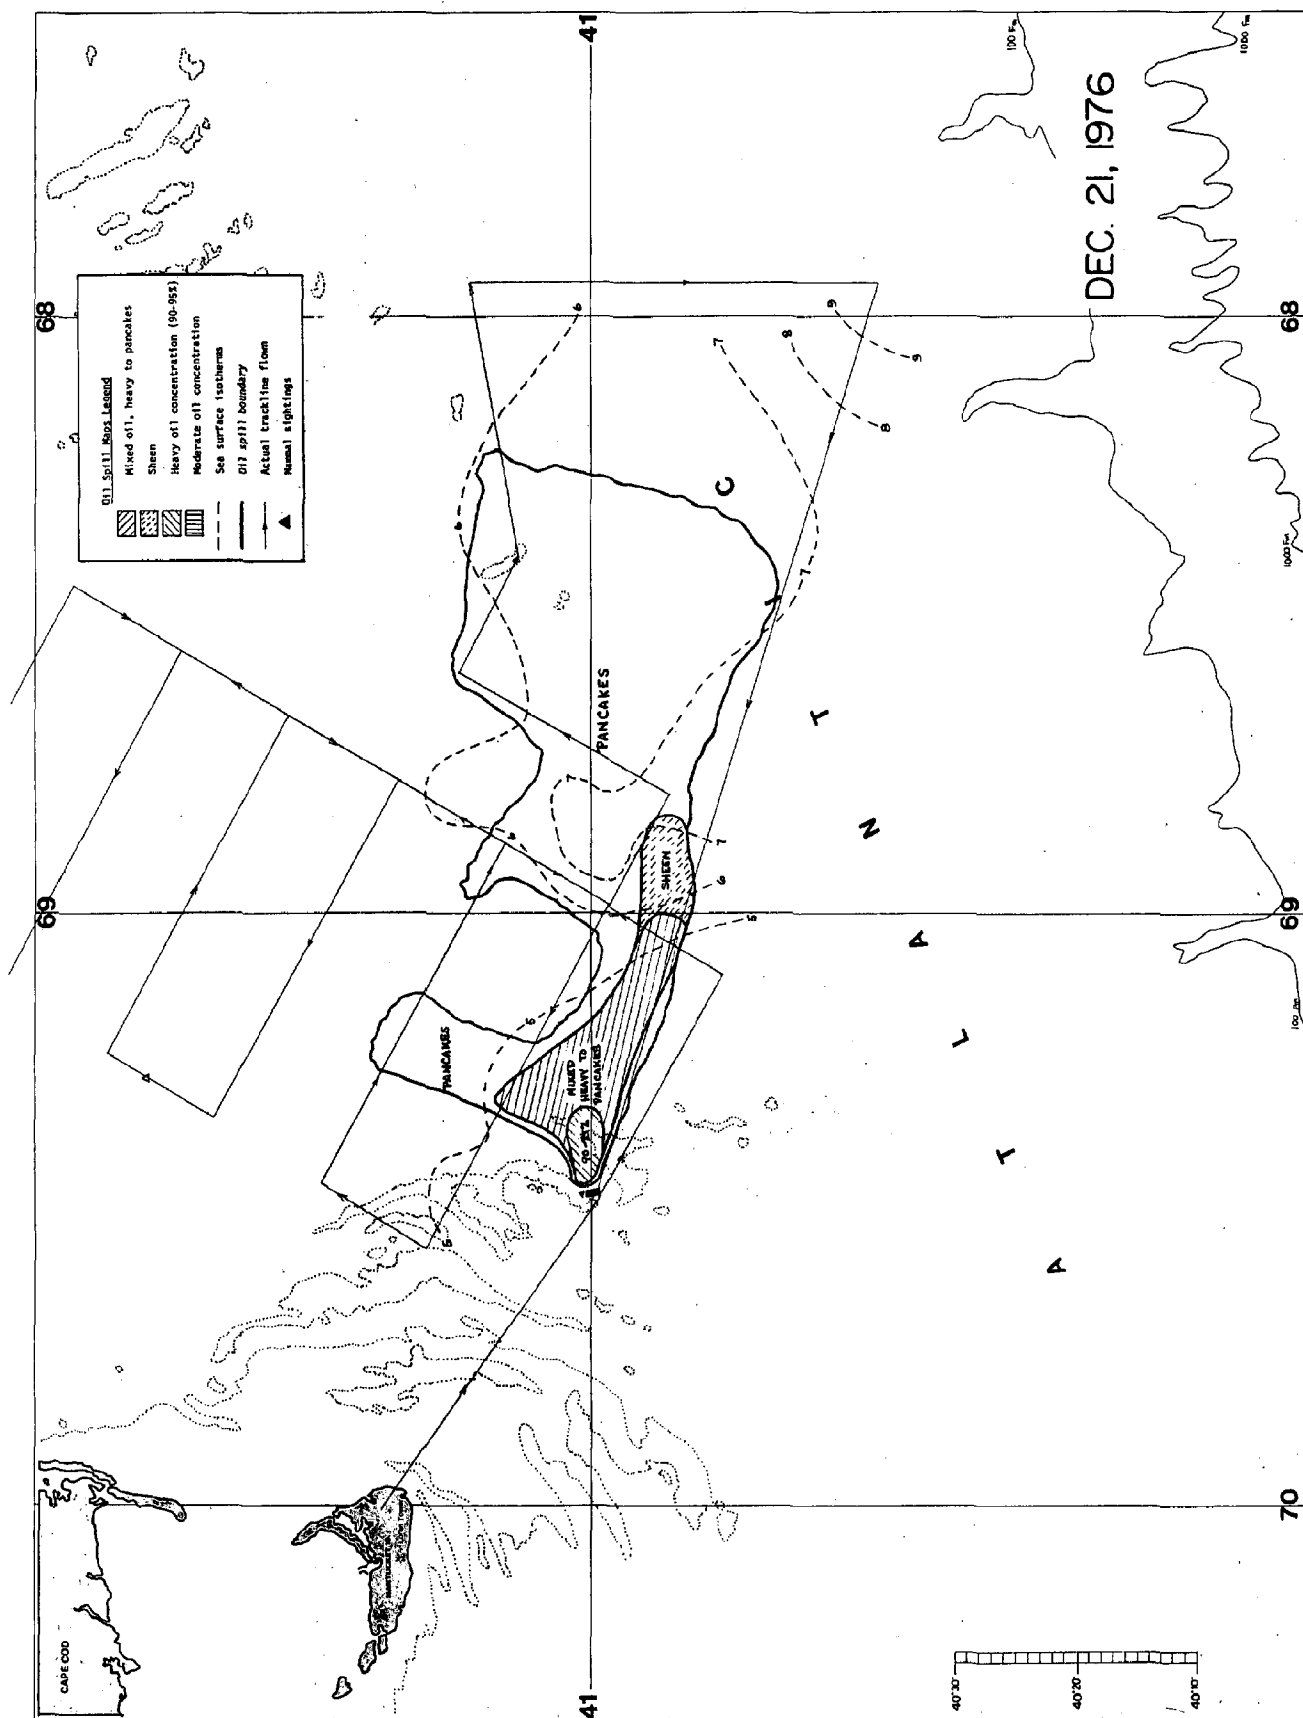 Oil Spill Maps Legend
Mixed oil, heavy to pancakes
Sheen
Heavy oil concentration (90-95%)
Moderate oil concentration
Sea surface isotherms
Oil spill boundary
Actual trackline flown
Mammal sightings
CAPE COD
70
69
68
41
41
70
69
68
PANCAKES
PANCAKES
MIXED
HEAVY TO
PANCAKES
SHEEN
5
5
5
6
6
6
7
7
7
7
8
8
9
9
A T L A N T I C
DEC. 21, 1976
100 Fm
1000 Fm
1000 Fm
100 Fm
40°30'
40°20'
40°10'